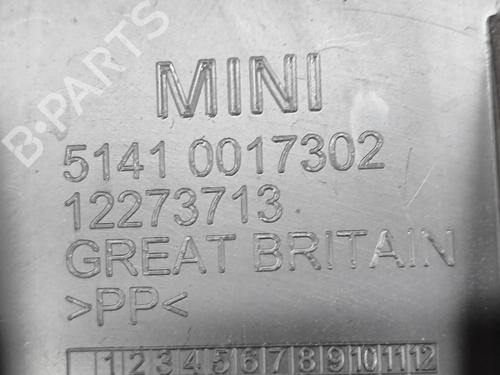 B-PARTS
MINI
5141 0017302
12273713
GREAT BRITAIN
>PP<
1 2 3 4 5 6 7 8 9 10 11 12